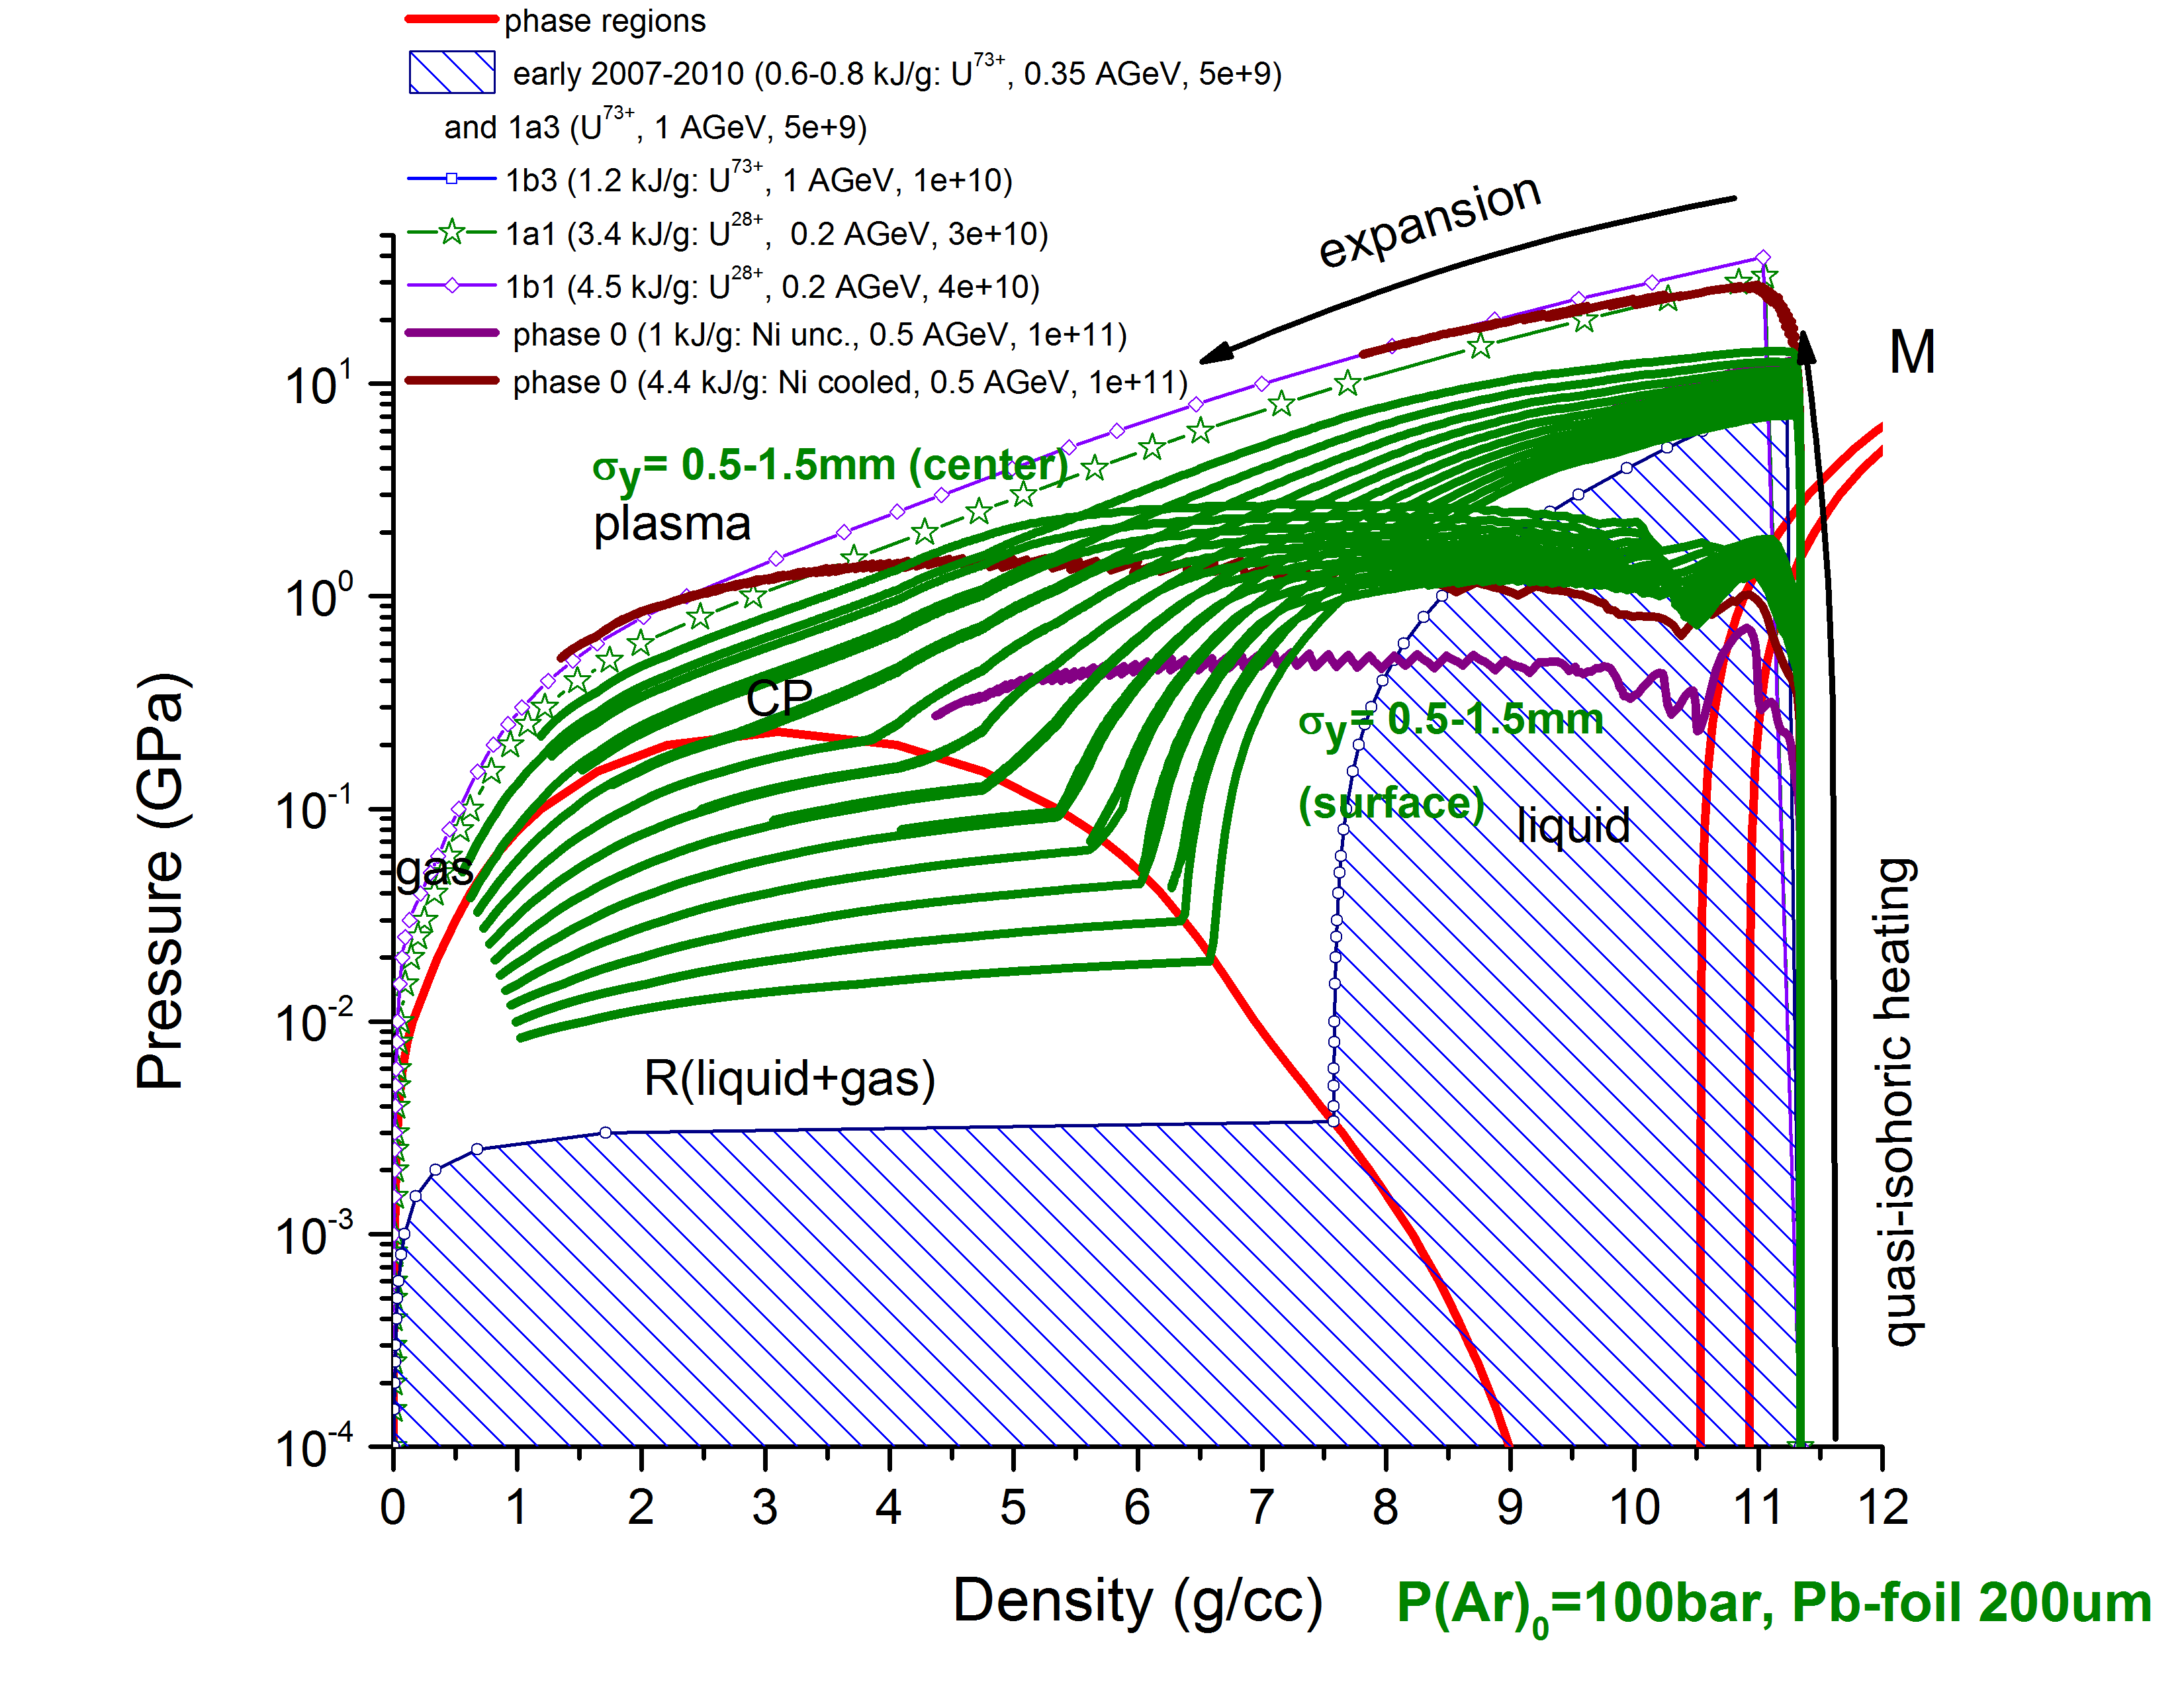 phase regions
early 2007-2010 (0.6-0.8 kJ/g: U73+, 0.35 AGeV, 5e+9)
and 1a3 (U73+, 1 AGeV, 5e+9)
1b3 (1.2 kJ/g: U73+, 1 AGeV, 1e+10)
1a1 (3.4 kJ/g: U28+, 0.2 AGeV, 3e+10)
1b1 (4.5 kJ/g: U28+, 0.2 AGeV, 4e+10)
phase 0 (1 kJ/g: Ni unc., 0.5 AGeV, 1e+11)
phase 0 (4.4 kJ/g: Ni cooled, 0.5 AGeV, 1e+11)
expansion
M
σy= 0.5-1.5mm (center)
plasma
CP
σy= 0.5-1.5mm
(surface)
liquid
gas
R(liquid+gas)
quasi-isohoric heating
Pressure (GPa)
10^1
10^0
10^-1
10^-2
10^-3
10^-4
0 1 2 3 4 5 6 7 8 9 10 11 12
Density (g/cc)
P(Ar)0=100bar, Pb-foil 200um